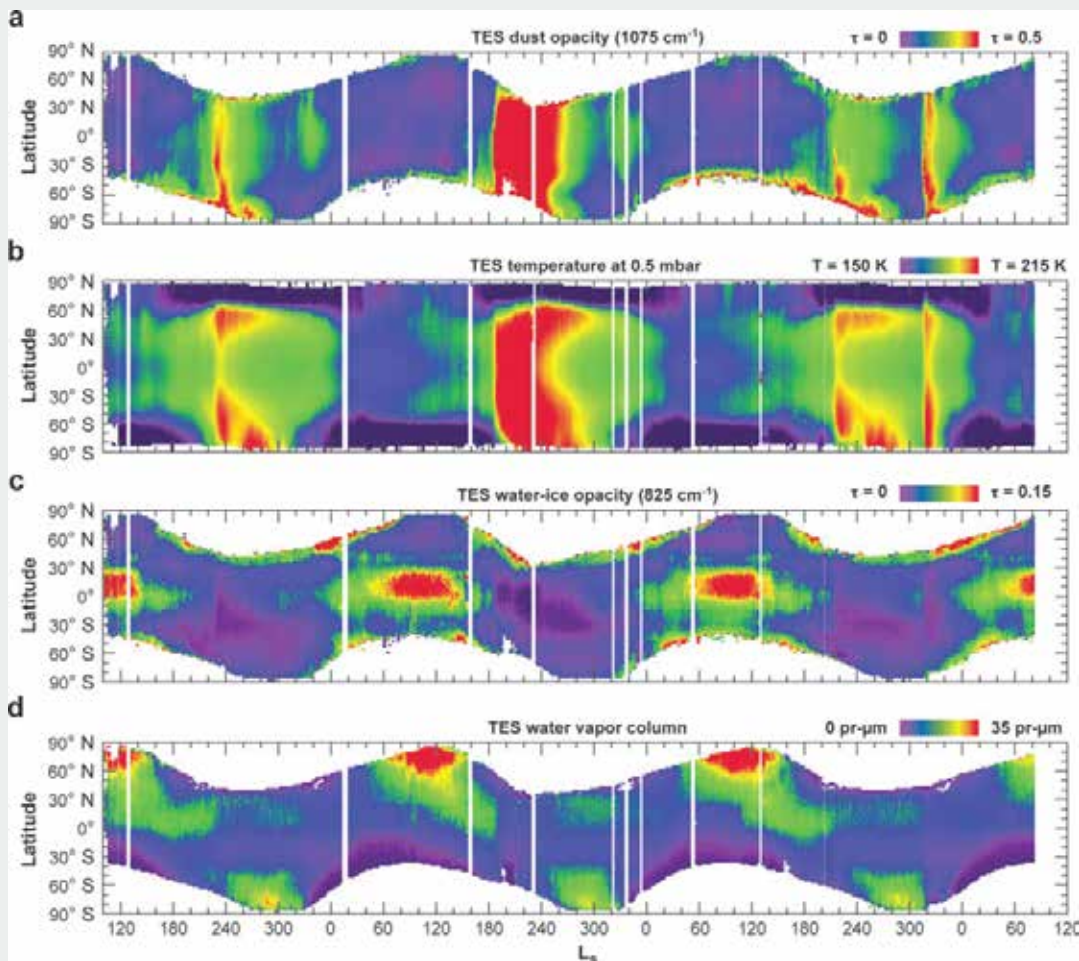 a
TES dust opacity (1075 cm⁻¹) τ = 0 τ = 0.5
90° N
60° N
30° N
0°
30° S
60° S
90° S
Latitude
b
TES temperature at 0.5 mbar T = 150 K T = 215 K
90° N
60° N
30° N
0°
30° S
60° S
90° S
Latitude
c
TES water-ice opacity (825 cm⁻¹) τ = 0 τ = 0.15
90° N
60° N
30° N
0°
30° S
60° S
90° S
Latitude
d
TES water vapor column 0 pr-μm 35 pr-μm
90° N
60° N
30° N
0°
30° S
60° S
90° S
Latitude
120 180 240 300 0 60 120 180 240 300 0 60 120 180 240 300 0 60 120
Lₛ